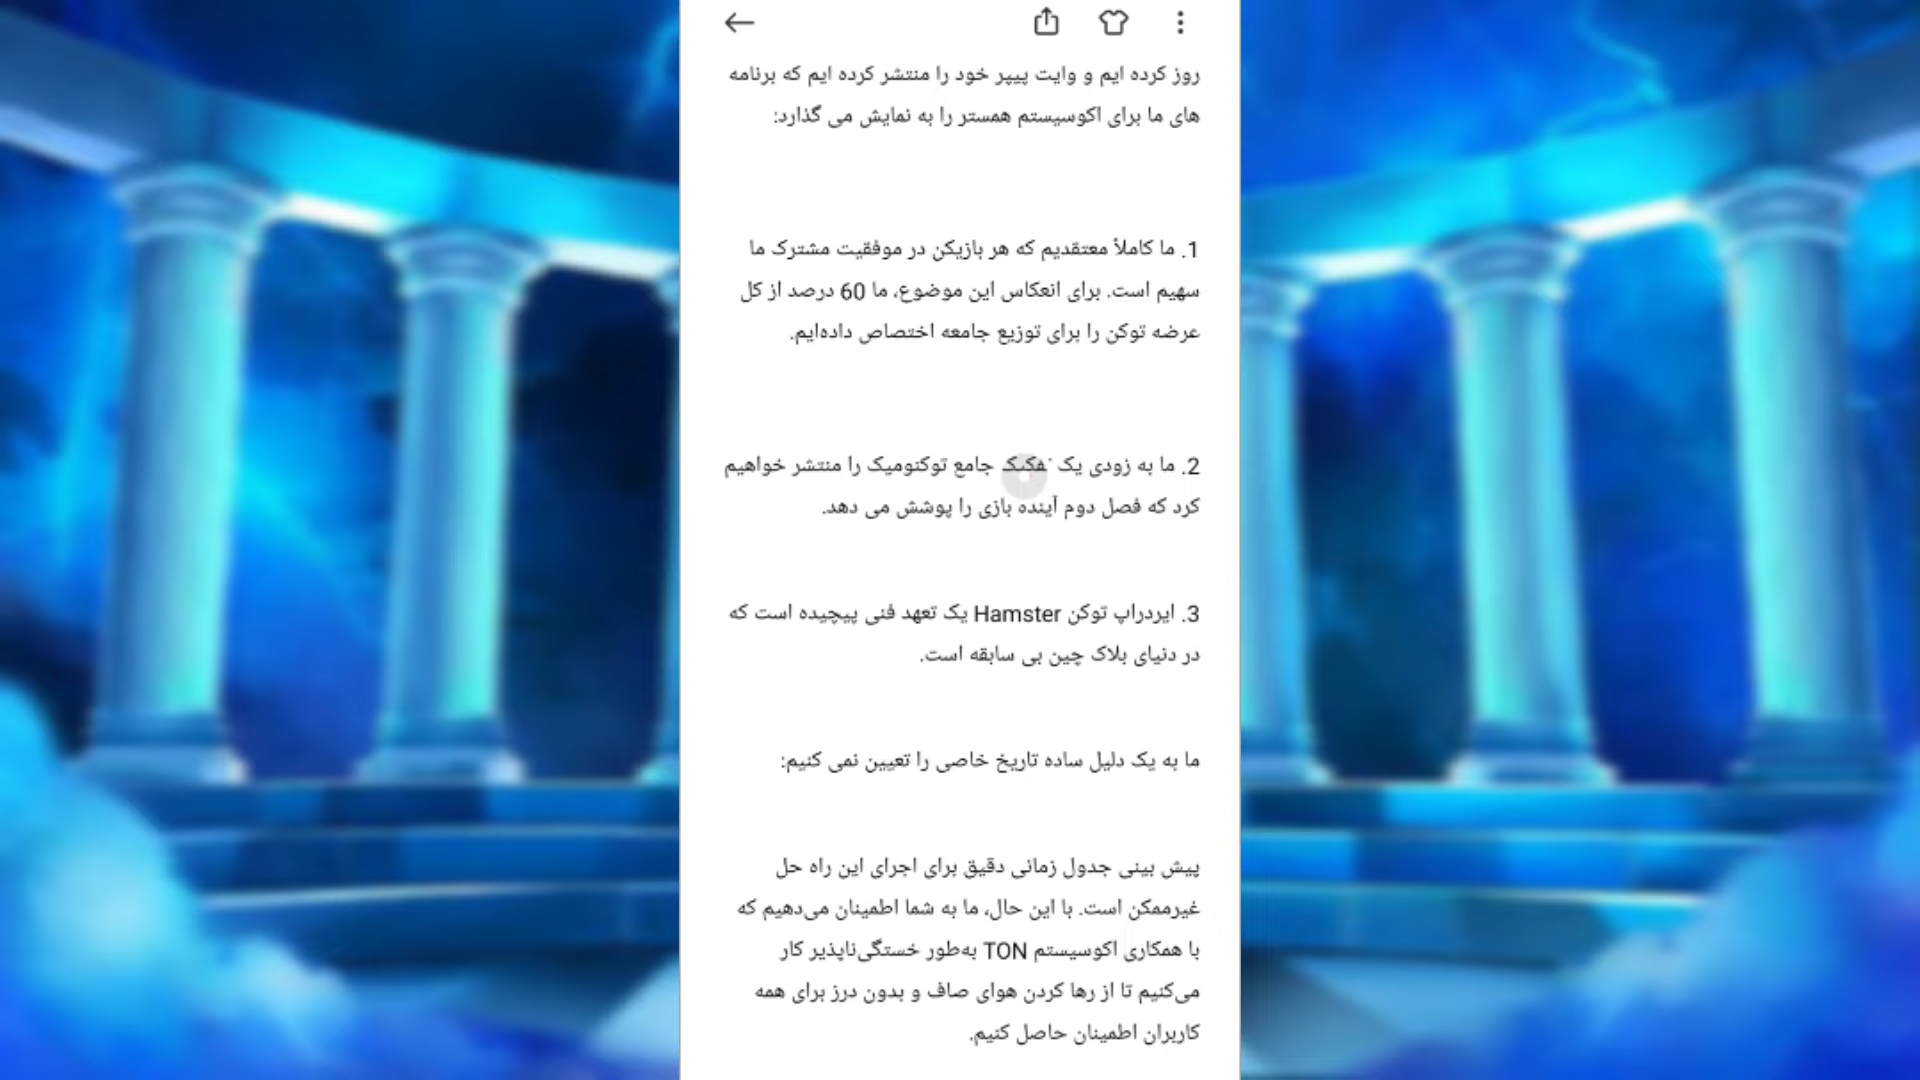 روز کرده ایم و وایت پیپر خود را منتشر کرده ایم که برنامه
های ما برای اکوسیستم همستر را به نمایش می گذارد:
1. ما کاملاً معتقدیم که هر بازیکن در موفقیت مشترک ما
سهیم است. برای انعکاس این موضوع، ما 60 درصد از کل
عرضه توکن را برای توزیع جامعه اختصاص داده‌ایم.
2. ما به زودی یک تفکیک جامع توکنومیک را منتشر خواهیم
کرد که فصل دوم آینده بازی را پوشش می دهد.
3. ایردراپ توکن Hamster یک تعهد فنی پیچیده است که
در دنیای بلاک چین بی سابقه است.
ما به یک دلیل ساده تاریخ خاصی را تعیین نمی کنیم:
پیش بینی جدول زمانی دقیق برای اجرای این راه حل
غیرممکن است. با این حال، ما به شما اطمینان می‌دهیم که
با همکاری اکوسیستم TON به‌طور خستگی‌ناپذیر کار
می‌کنیم تا از رها کردن هوای صاف و بدون درز برای همه
کاربران اطمینان حاصل کنیم.